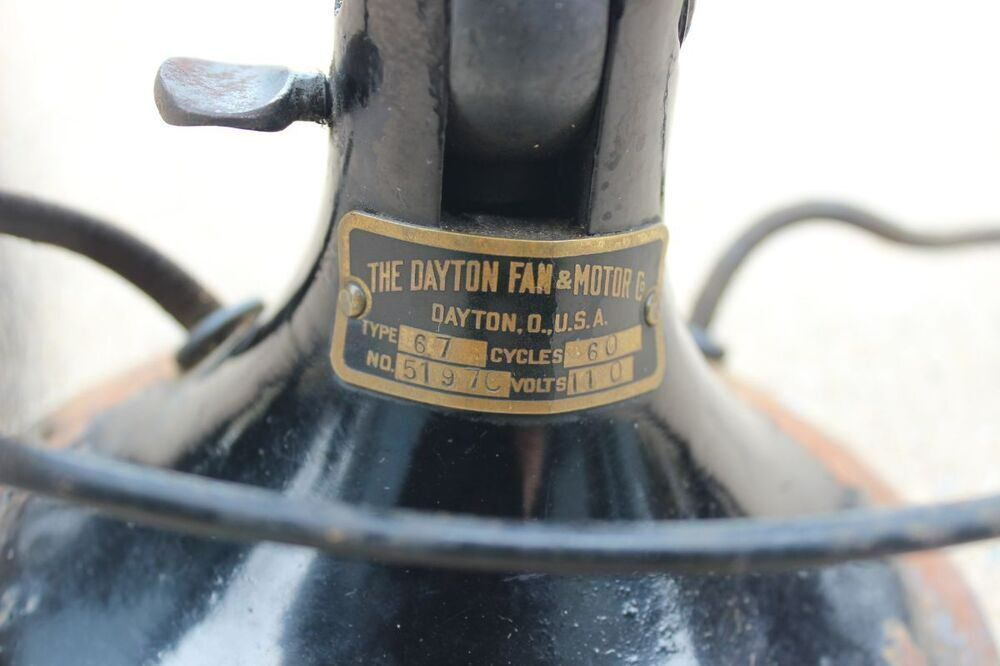 THE DAYTON FAN & MOTOR Co
DAYTON, O., U.S.A.
TYPE 67 CYCLES 60
NO. 5197C VOLTS 110